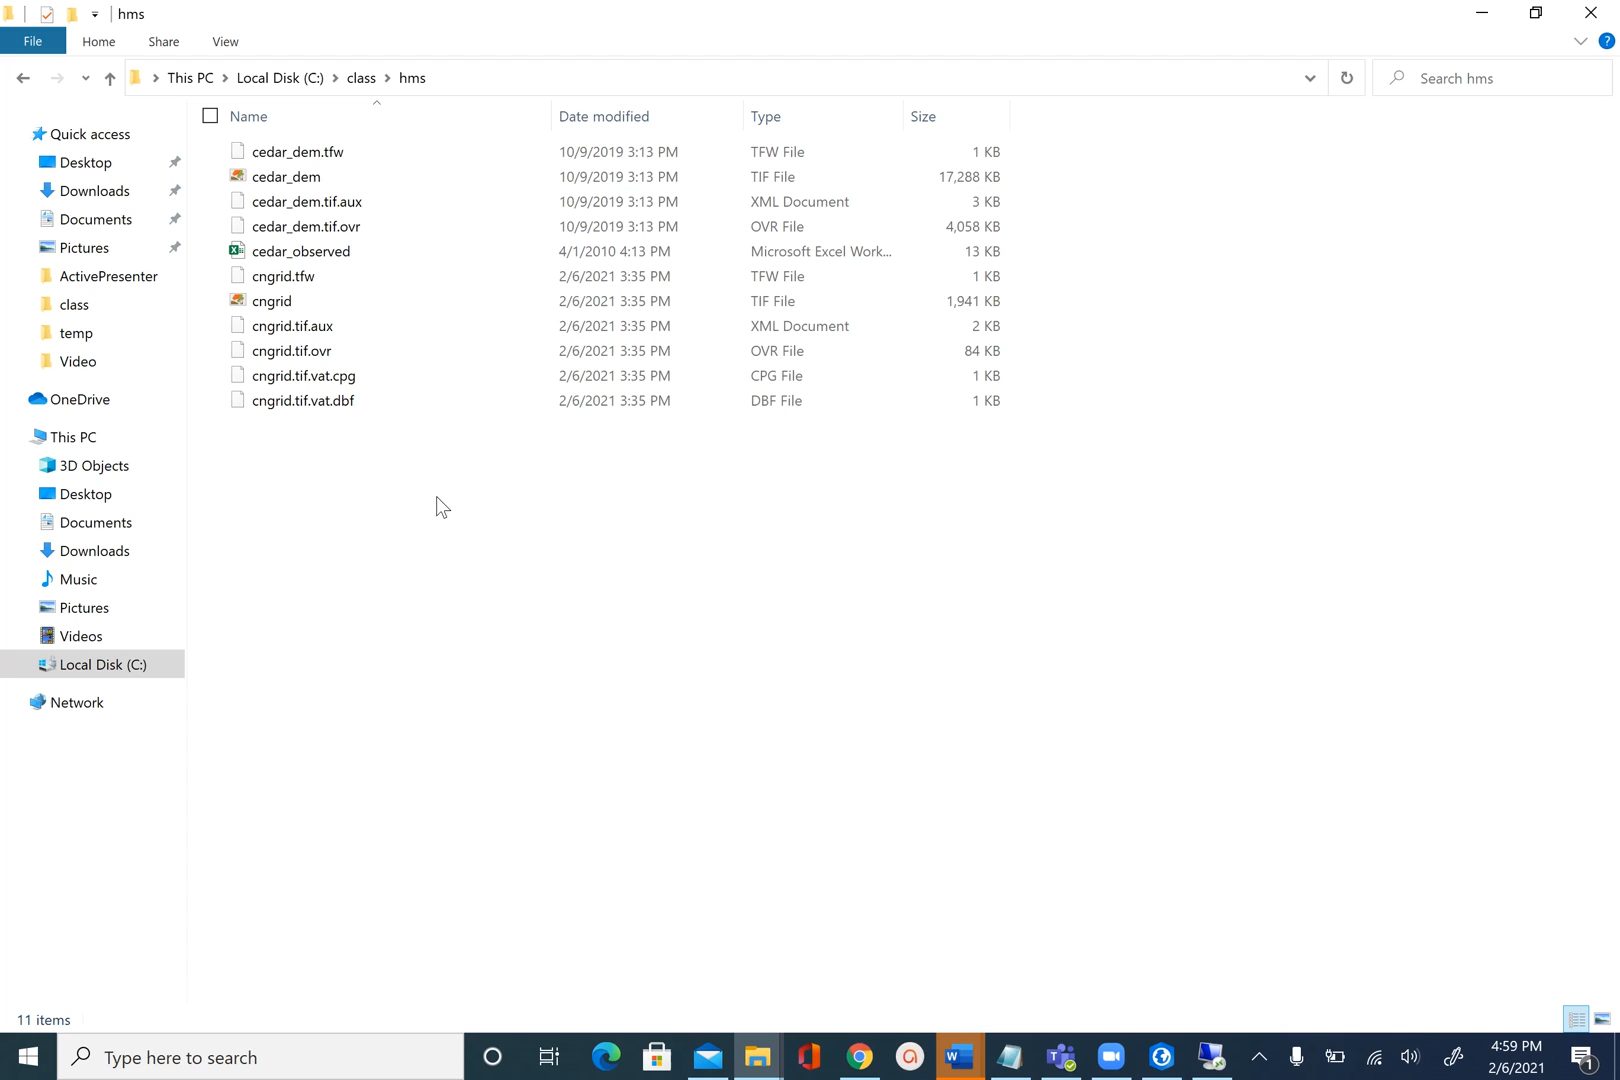 hms
File Home Share View
This PC Local Disk (C:) class hms
Search hms
Name Date modified Type Size
cedar_dem.tfw 10/9/2019 3:13 PM TFW File 1 KB
cedar_dem 10/9/2019 3:13 PM TIF File 17,288 KB
cedar_dem.tif.aux 10/9/2019 3:13 PM XML Document 3 KB
cedar_dem.tif.ovr 10/9/2019 3:13 PM OVR File 4,058 KB
cedar_observed 4/1/2010 4:13 PM Microsoft Excel Work... 13 KB
cngrid.tfw 2/6/2021 3:35 PM TFW File 1 KB
cngrid 2/6/2021 3:35 PM TIF File 1,941 KB
cngrid.tif.aux 2/6/2021 3:35 PM XML Document 2 KB
cngrid.tif.ovr 2/6/2021 3:35 PM OVR File 84 KB
cngrid.tif.vat.cpg 2/6/2021 3:35 PM CPG File 1 KB
cngrid.tif.vat.dbf 2/6/2021 3:35 PM DBF File 1 KB
Quick access
Desktop
Downloads
Documents
Pictures
ActivePresenter
class
temp
Video
OneDrive
This PC
3D Objects
Desktop
Documents
Downloads
Music
Pictures
Videos
Local Disk (C:)
Network
11 items
Type here to search
4:59 PM
2/6/2021
1